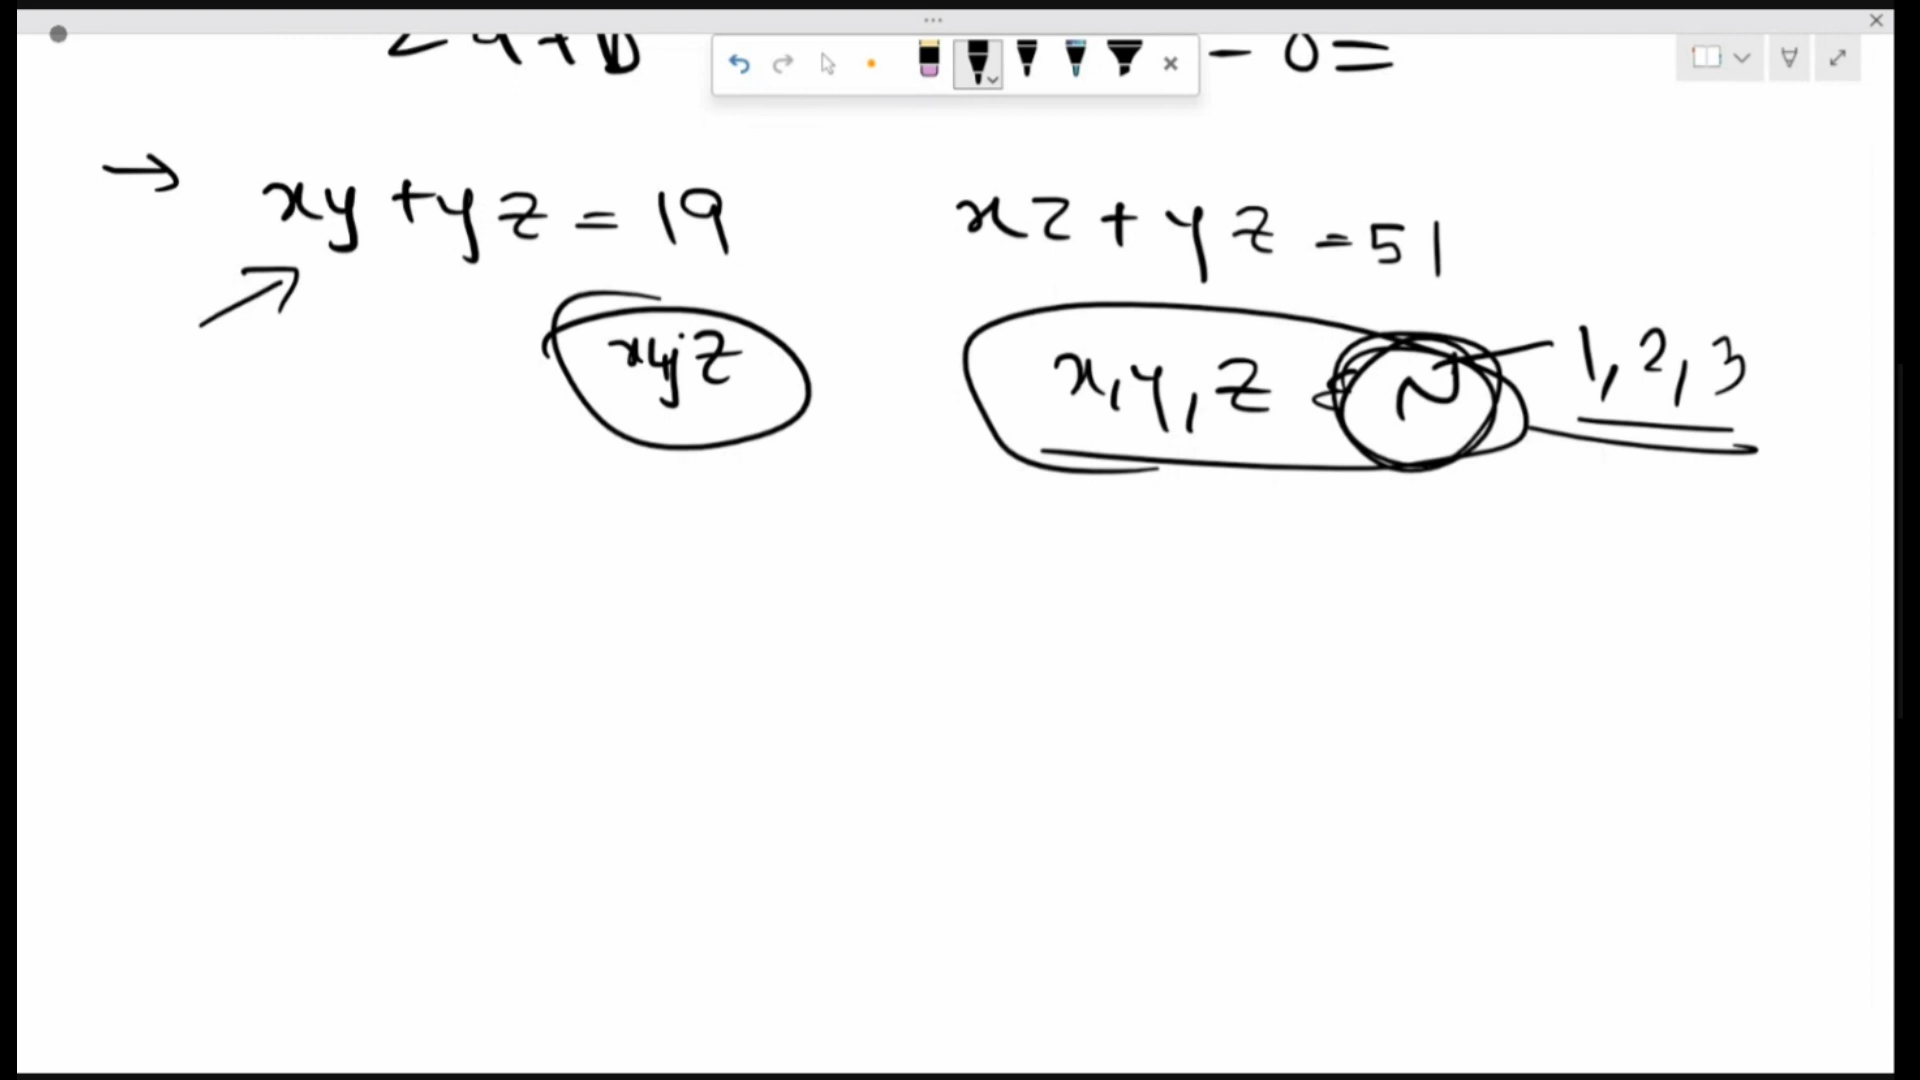 xy + yz = 19 xz + yz = 51
xyz x, y, z ∈ N 1, 2, 3